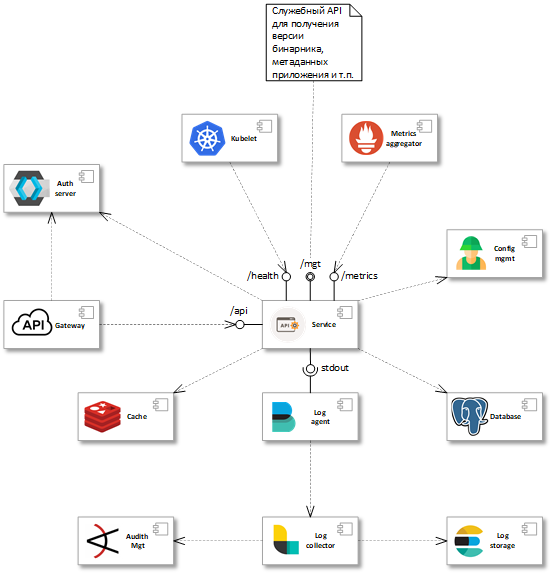 Служебный API
для получения
версии
бинарника,
метаданных
приложения и т.п.
Kubelet
Metrics
aggregator
Auth
server
Config
mgmt
/health
/mgt
/metrics
/api
API
Gateway
API
Service
stdout
Cache
Log
agent
Database
Audith
Mgt
Log
collector
Log
storage